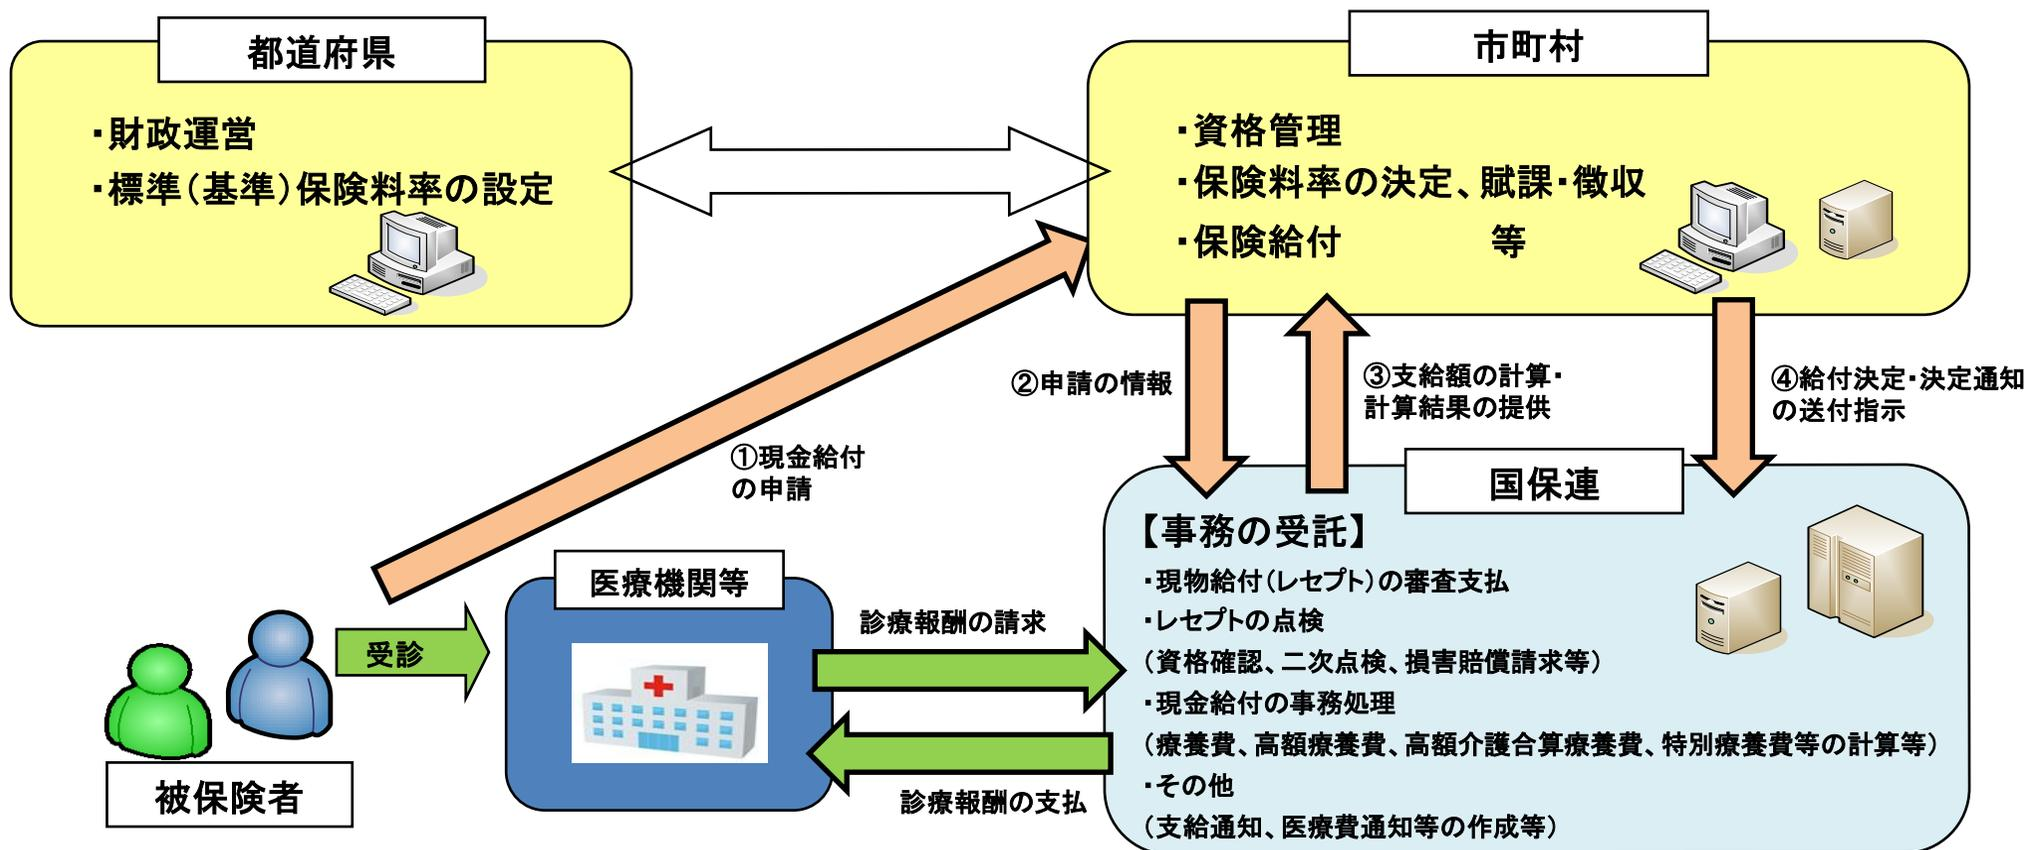 都道府県
・財政運営
・標準（基準）保険料率の設定
市町村
・資格管理
・保険料率の決定、賦課・徴収
・保険給付　　　　等
①現金給付
の申請
②申請の情報
③支給額の計算・
計算結果の提供
④給付決定・決定通知
の送付指示
国保連
【事務の受託】
・現物給付（レセプト）の審査支払
・レセプトの点検
（資格確認、二次点検、損害賠償請求等）
・現金給付の事務処理
（療養費、高額療養費、高額介護合算療養費、特別療養費等の計算等）
・その他
（支給通知、医療費通知等の作成等）
医療機関等
診療報酬の請求
診療報酬の支払
受診
被保険者